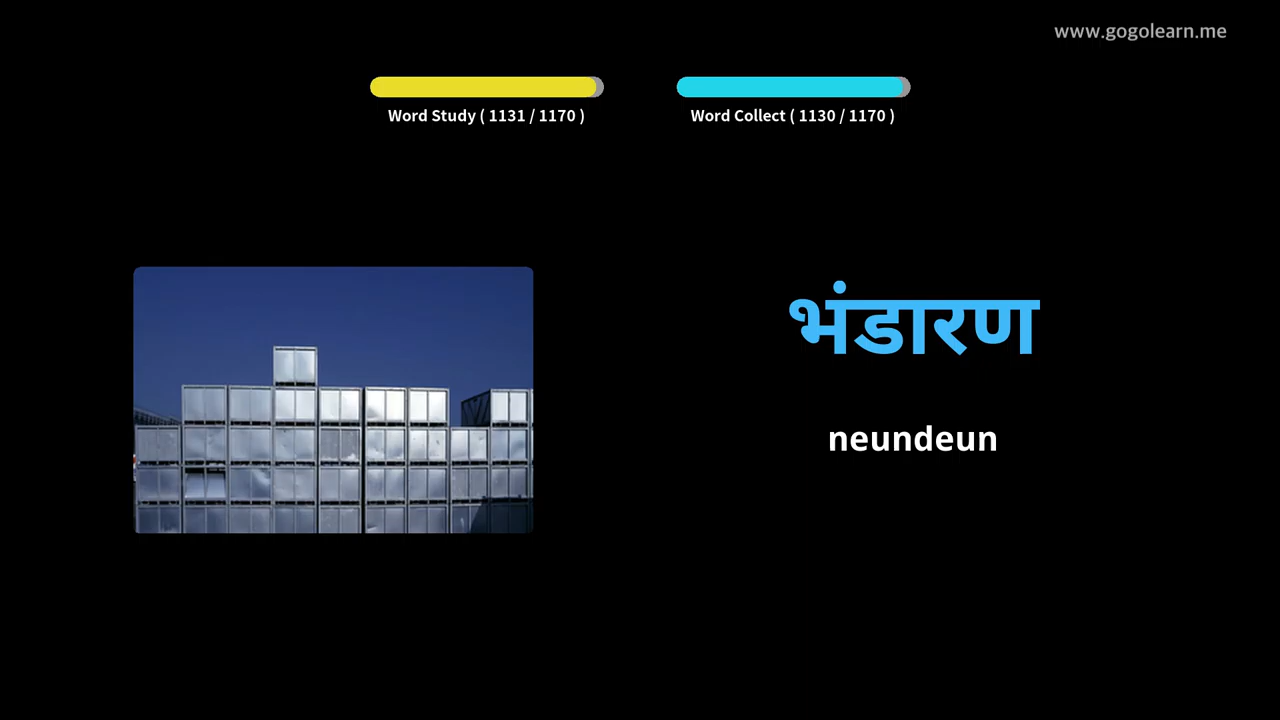 www.gogolearn.me
Word Study ( 1131 / 1170 )
Word Collect ( 1130 / 1170 )
भंडारण
neundeun